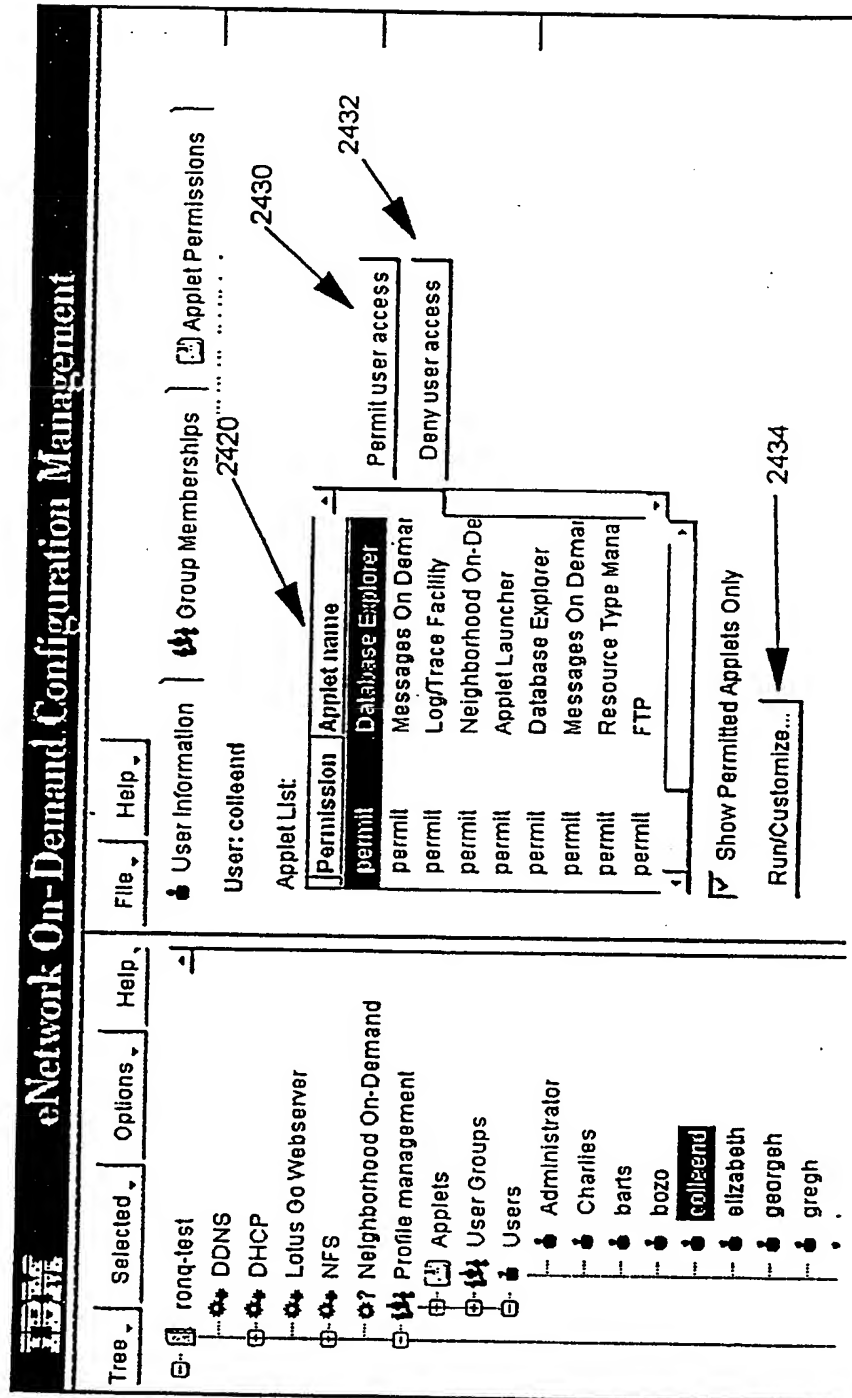 IBM eNetwork On-Demand Configuration Management
Tree Selected Options Help
File Help
ronq-test
DDNS
DHCP
Lotus Go Webserver
NFS
? Neighborhood On-Demand
Profile management
Applets
User Groups
Users
Administrator
Charlies
barts
bozo
colleend
elizabeth
georgeh
gregh
User Information Group Memberships Applet Permissions
User: colleend
2420
2430
2432
Applet List:
Permission Applet name
permit Database Explorer
permit Messages On Demar
permit Log/Trace Facility
permit Neighborhood On-De
permit Applet Launcher
permit Database Explorer
permit Messages On Demar
permit Resource Type Mana
permit FTP
Permit user access
Deny user access
Show Permitted Applets Only
Run/Customize...
2434